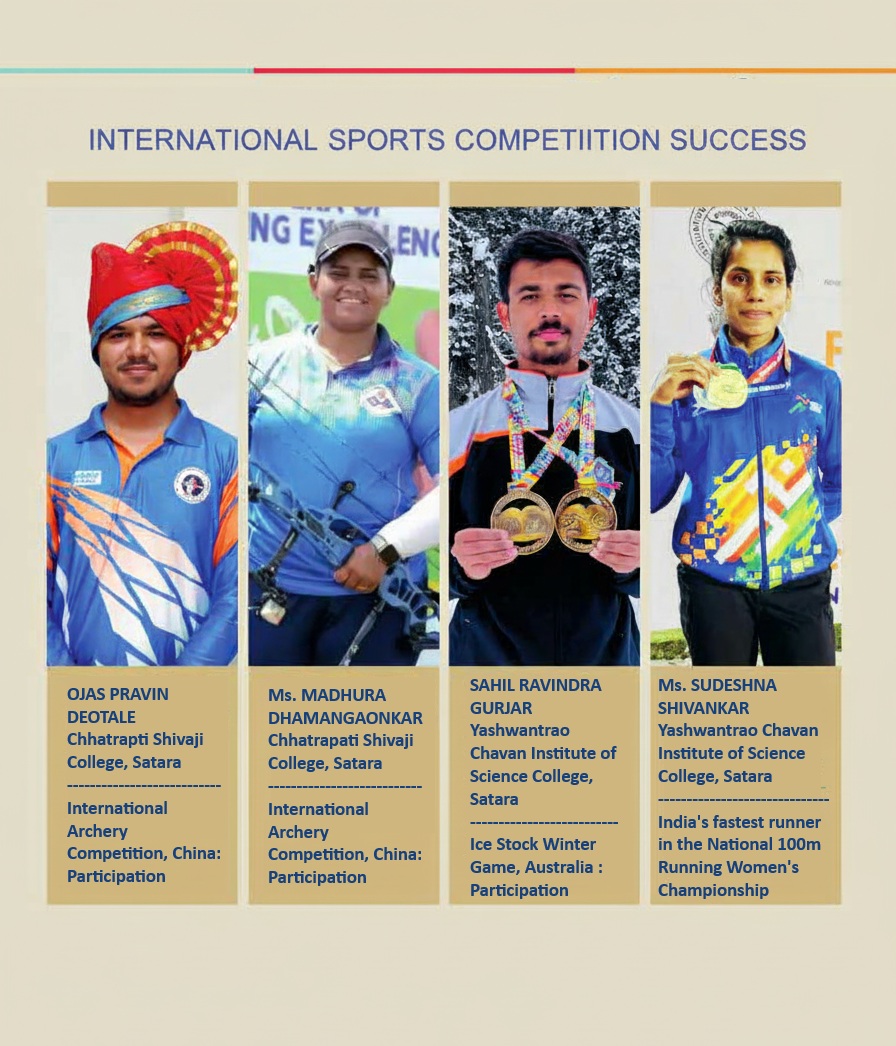 INTERNATIONAL SPORTS COMPETIITION SUCCESS
NG EXCELLENC
OJAS PRAVIN
DEOTALE
Chhatrapti Shivaji
College, Satara
---------------------------
International
Archery
Competition, China:
Participation
Ms. MADHURA
DHAMANGAONKAR
Chhatrapati Shivaji
College, Satara
---------------------------
International
Archery
Competition, China:
Participation
SAHIL RAVINDRA
GURJAR
Yashwantrao
Chavan Institute of
Science College,
Satara
--------------------------
Ice Stock Winter
Game, Australia :
Participation
Ms. SUDESHNA
SHIVANKAR
Yashwantrao Chavan
Institute of Science
College, Satara
------------------------------
India's fastest runner
in the National 100m
Running Women's
Championship